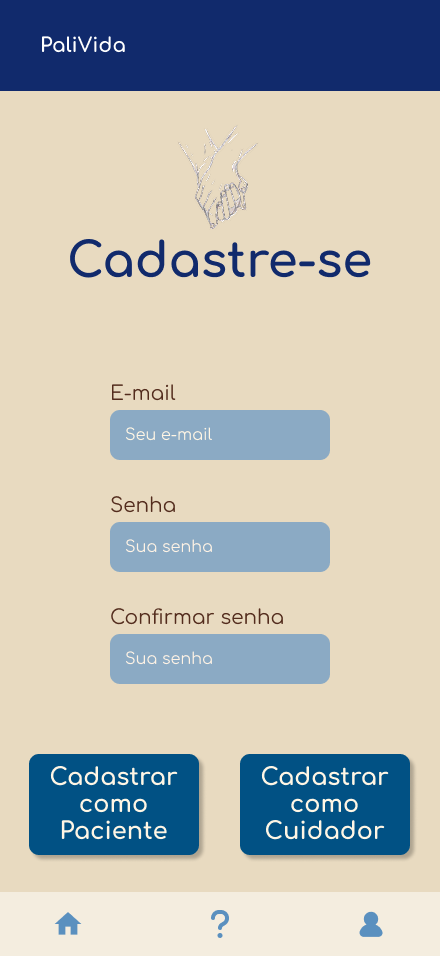 PaliVida
Cadastre-se
E-mail
Seu e-mail
Senha
Sua senha
Confirmar senha
Sua senha
Cadastrar
como
Paciente
Cadastrar
como
Cuidador
?